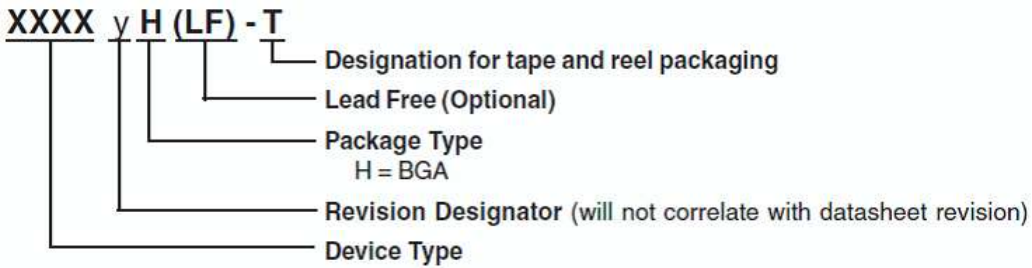 XXXX y H (LF) - T
Designation for tape and reel packaging
Lead Free (Optional)
Package Type
H = BGA
Revision Designator (will not correlate with datasheet revision)
Device Type